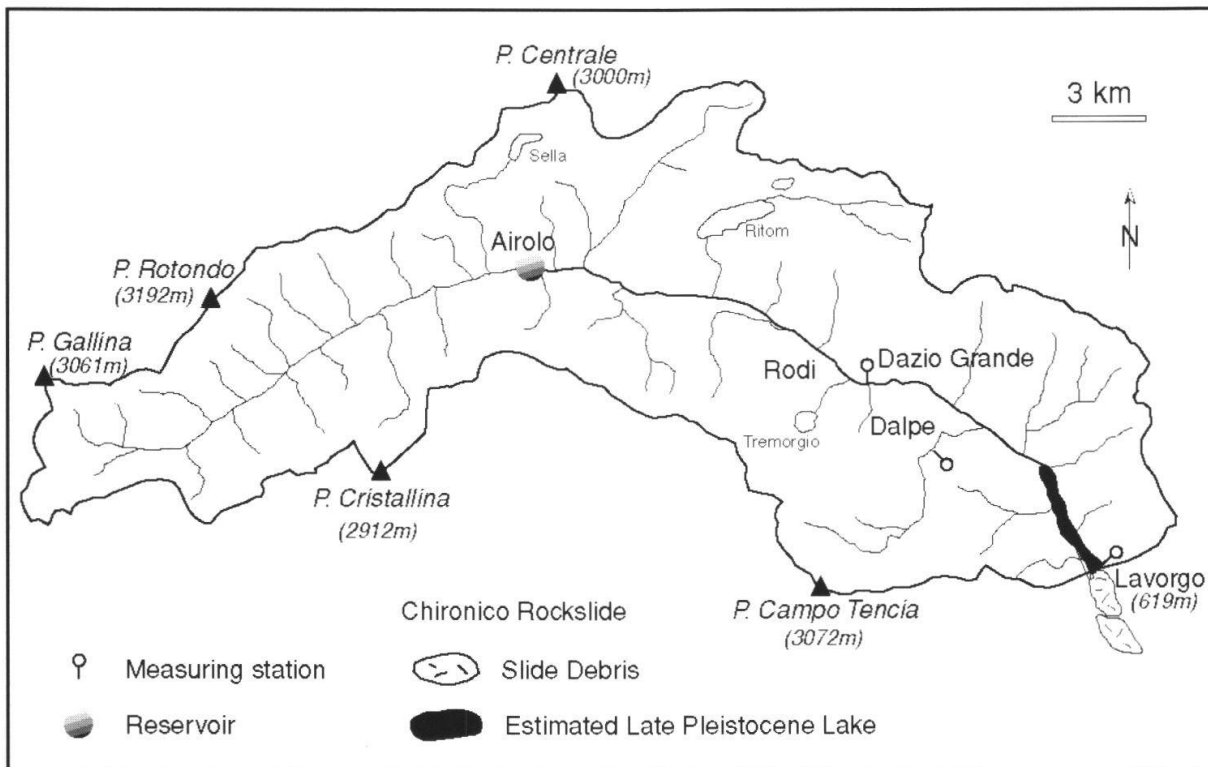 P. Centrale
(3000m)
3 km
Sella
N
Airolo
Ritom
P. Rotondo
(3192m)
P. Gallina
(3061m)
Rodi
Dazio Grande
Tremorgio
Dalpe
P. Cristallina
(2912m)
Lavorgo
(619m)
P. Campo Tencia
(3072m)
Chironico Rockslide
Measuring station
Slide Debris
Reservoir
Estimated Late Pleistocene Lake